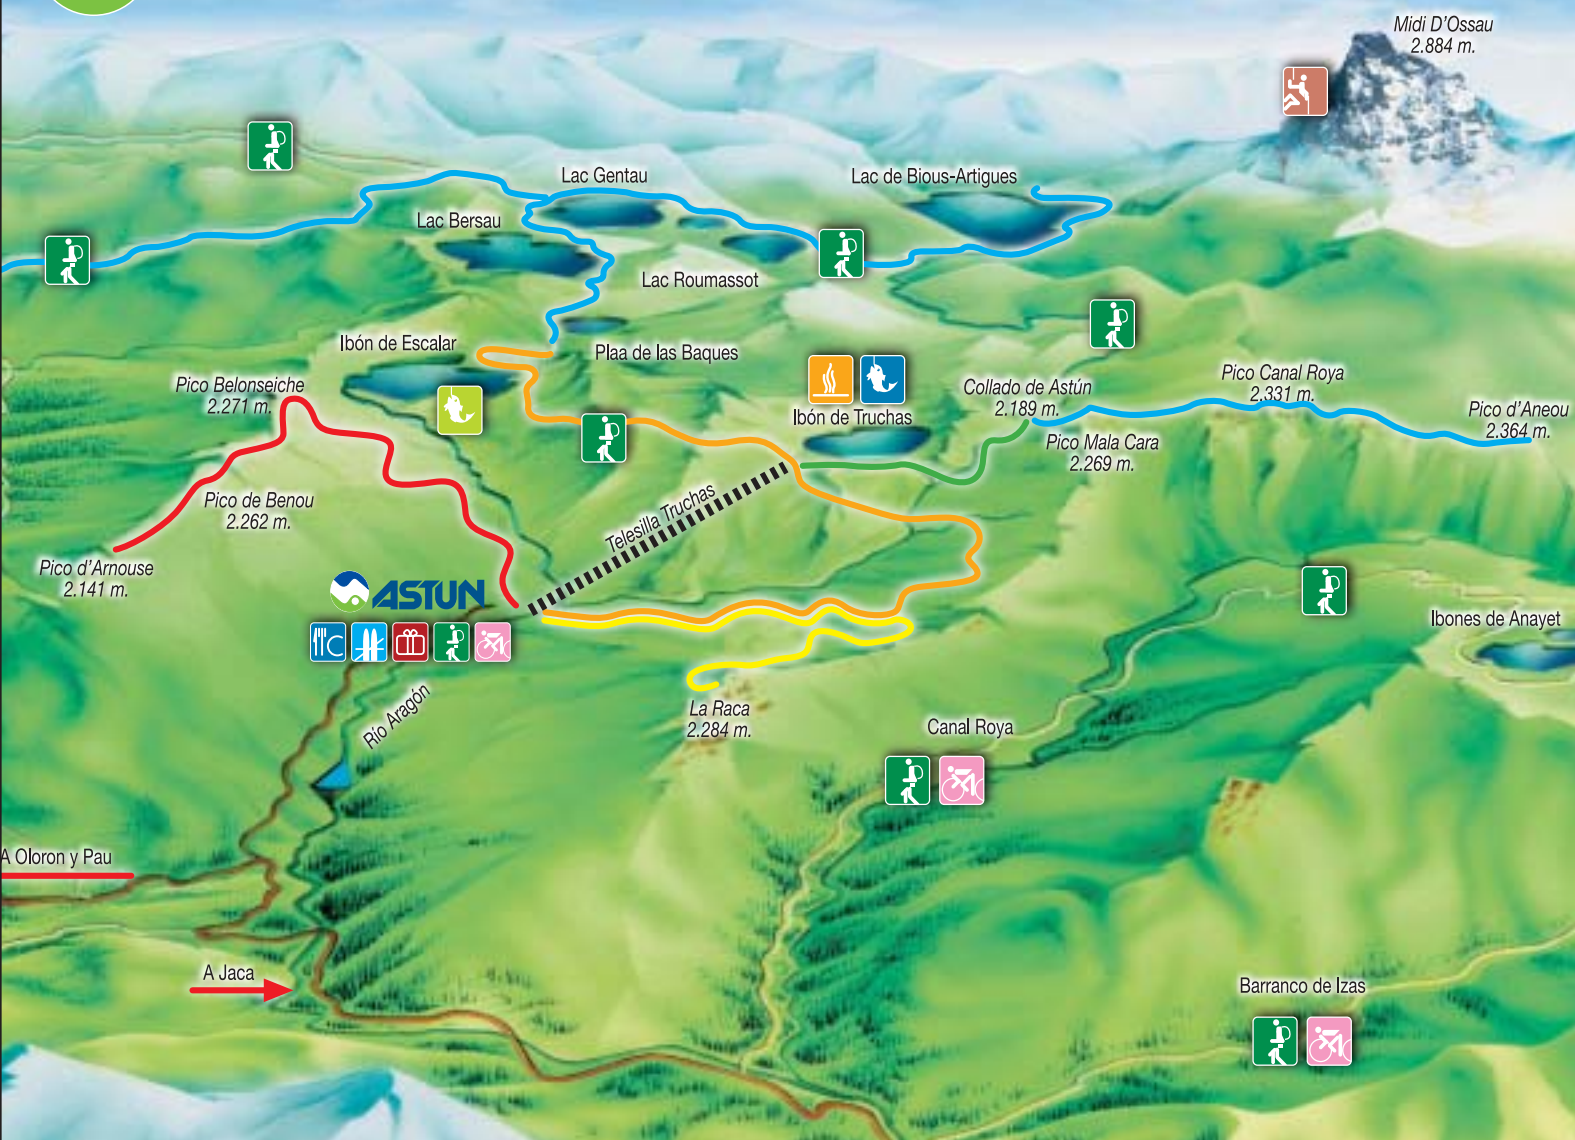 Midi D'Ossau
2.884 m.
Lac Gentau
Lac de Bious-Artigues
Lac Bersau
Lac Roumassot
Ibón de Escalar
Plaa de las Baques
Pico Belonseiche
2.271 m.
Collado de Astún
2.189 m.
Pico Canal Roya
2.331 m.
Pico d'Aneou
2.364 m.
Ibón de Truchas
Pico Mala Cara
2.269 m.
Pico de Benou
2.262 m.
Telesilla Truchas
Pico d'Arnouse
2.141 m.
ASTUN
Ibones de Anayet
Río Aragón
La Raca
2.284 m.
Canal Roya
A Oloron y Pau
A Jaca
Barranco de Izas